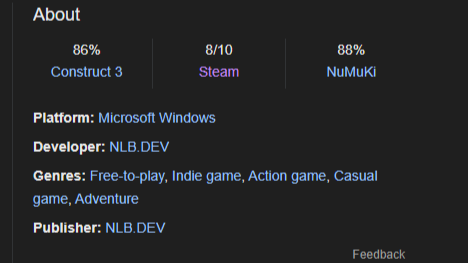 About
86% 8/10 88%
Construct 3 Steam NuMuKi
Platform: Microsoft Windows
Developer: NLB.DEV
Genres: Free-to-play, Indie game, Action game, Casual
game, Adventure
Publisher: NLB.DEV
Feedback